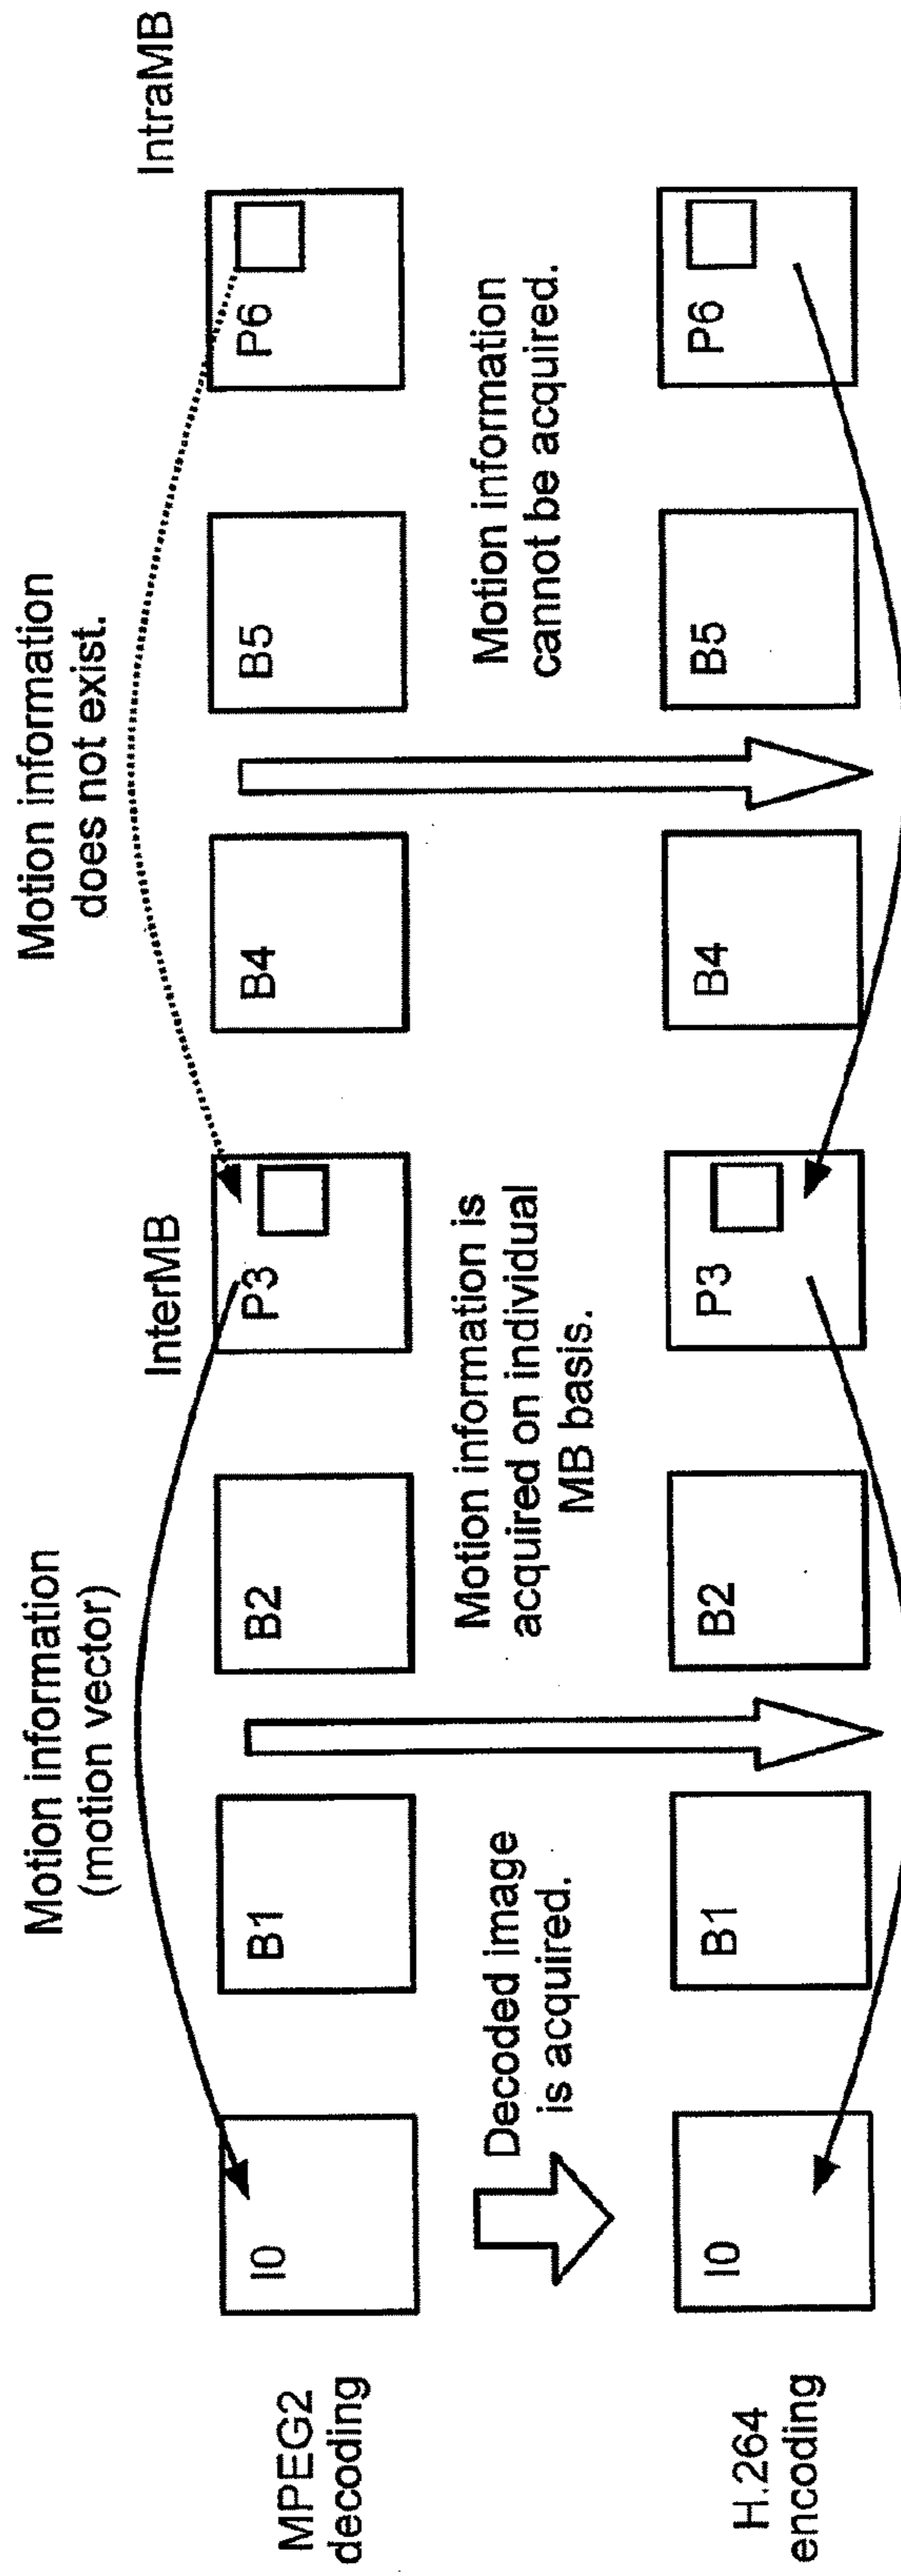 Motion information
(motion vector)
Motion information
does not exist.
InterMB
IntraMB
MPEG2
decoding
I0
B1
B2
P3
B4
B5
P6
Decoded image
is acquired.
Motion information is
acquired on individual
MB basis.
Motion information
cannot be acquired.
H.264
encoding
I0
B1
B2
P3
B4
B5
P6